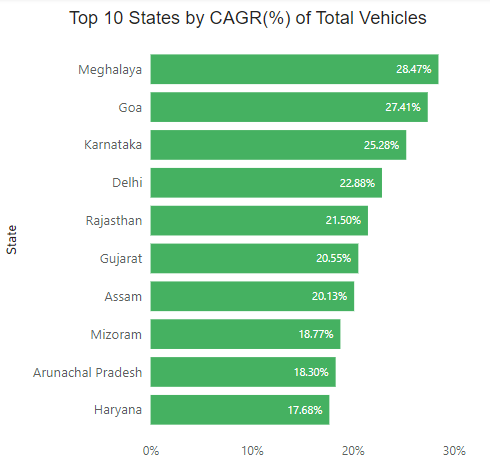 Top 10 States by CAGR(%) of Total Vehicles
State
Meghalaya 28.47%
Goa 27.41%
Karnataka 25.28%
Delhi 22.88%
Rajasthan 21.50%
Gujarat 20.55%
Assam 20.13%
Mizoram 18.77%
Arunachal Pradesh 18.30%
Haryana 17.68%
0% 10% 20% 30%